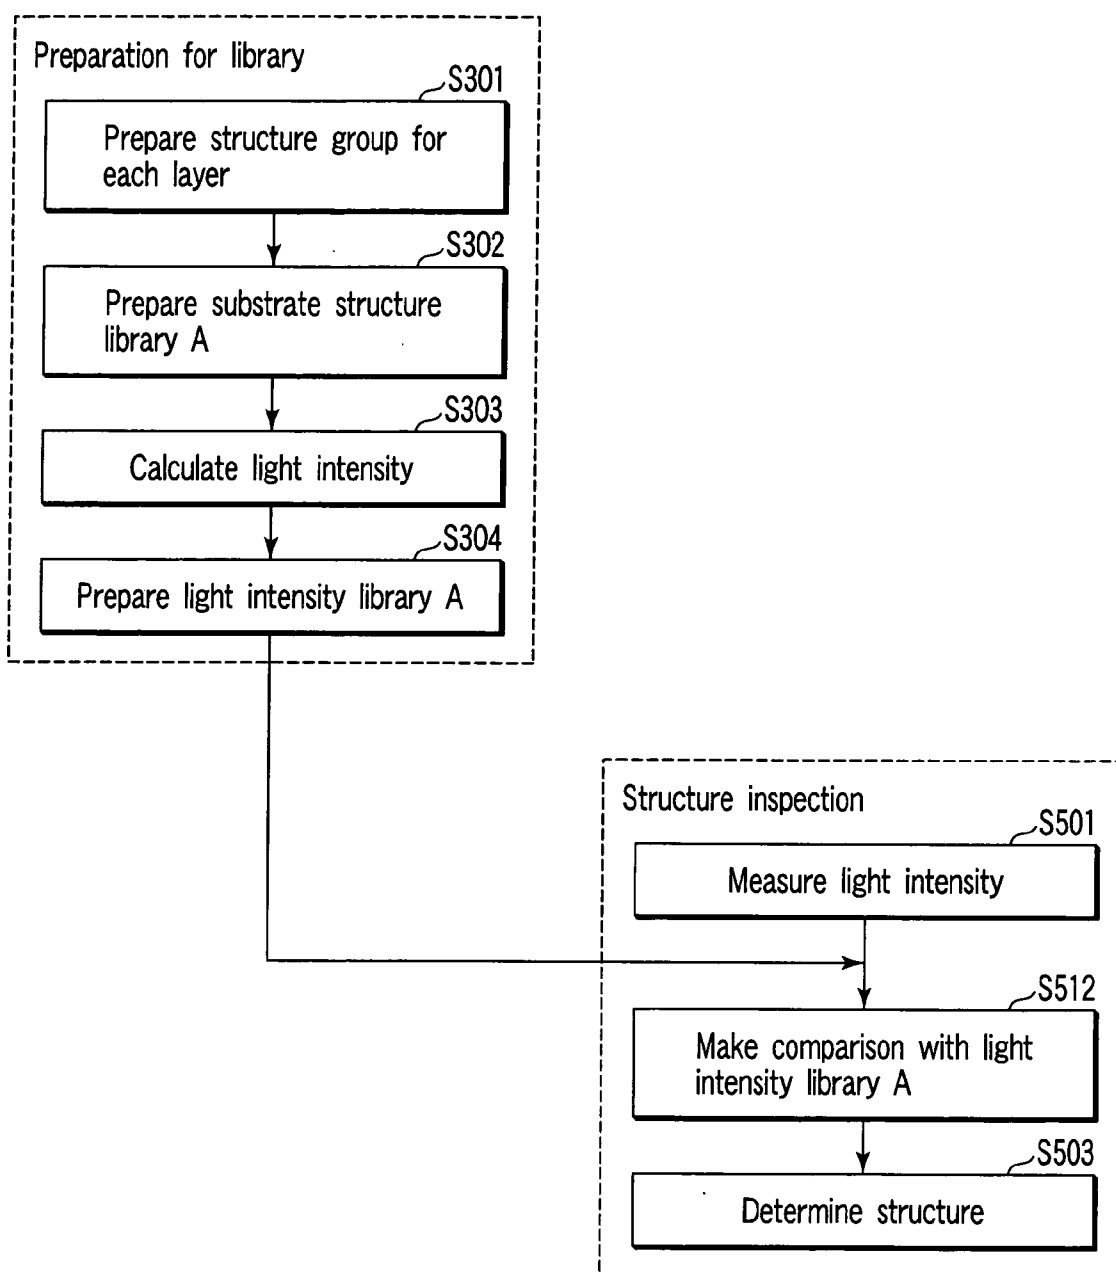 Preparation for library
S301
Prepare structure group for
each layer
S302
Prepare substrate structure
library A
S303
Calculate light intensity
S304
Prepare light intensity library A
Structure inspection
S501
Measure light intensity
S512
Make comparison with light
intensity library A
S503
Determine structure